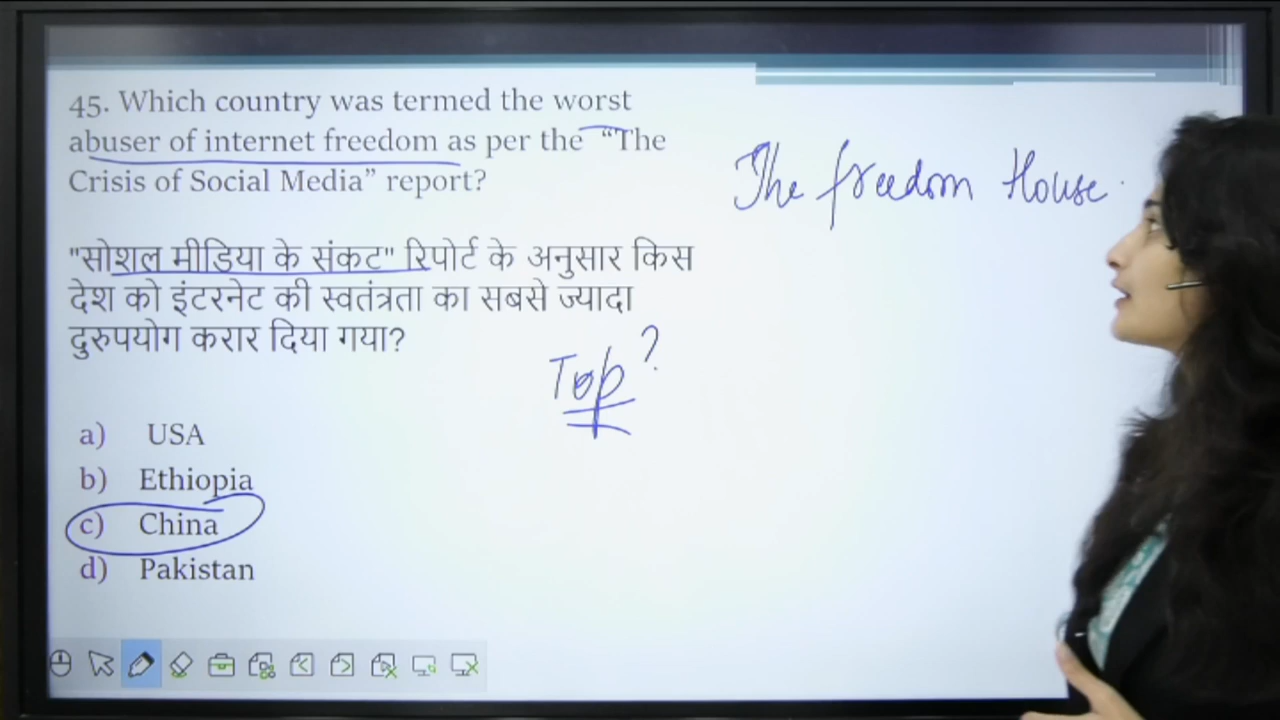 45. Which country was termed the worst
abuser of internet freedom as per the “The
Crisis of Social Media” report?
"सोशल मीडिया के संकट" रिपोर्ट के अनुसार किस
देश को इंटरनेट की स्वतंत्रता का सबसे ज्यादा
दुरुपयोग करार दिया गया?
a) USA
b) Ethiopia
c) China
d) Pakistan
The freedom House.
Top ?